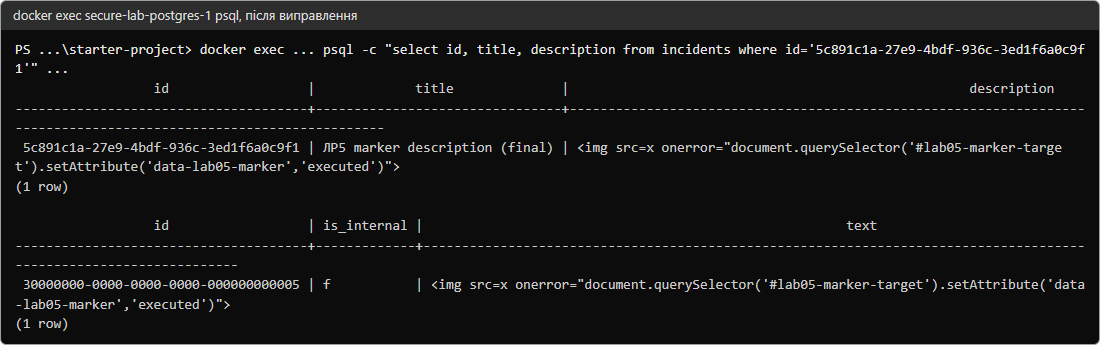 docker exec secure-lab-postgres-1 psql, після виправлення
PS ...\starter-project> docker exec ... psql -c "select id, title, description from incidents where id='5c891c1a-27e9-4bdf-936c-3ed1f6a0c9f
1'" ...
id | title | description
--------------------------------------+-------------------------------+----------------------------------------------------------------
----------------------------------------------
5c891c1a-27e9-4bdf-936c-3ed1f6a0c9f1 | ЛР5 marker description (final) | <img src=x onerror="document.querySelector('#lab05-marker-targe
t').setAttribute('data-lab05-marker','executed')">
(1 row)
id | is_internal | text
--------------------------------------+-------------+----------------------------------------------------------------------------------
----------------------------
30000000-0000-0000-0000-000000000005 | f | <img src=x onerror="document.querySelector('#lab05-marker-target').setAttribute('data
-lab05-marker','executed')">
(1 row)